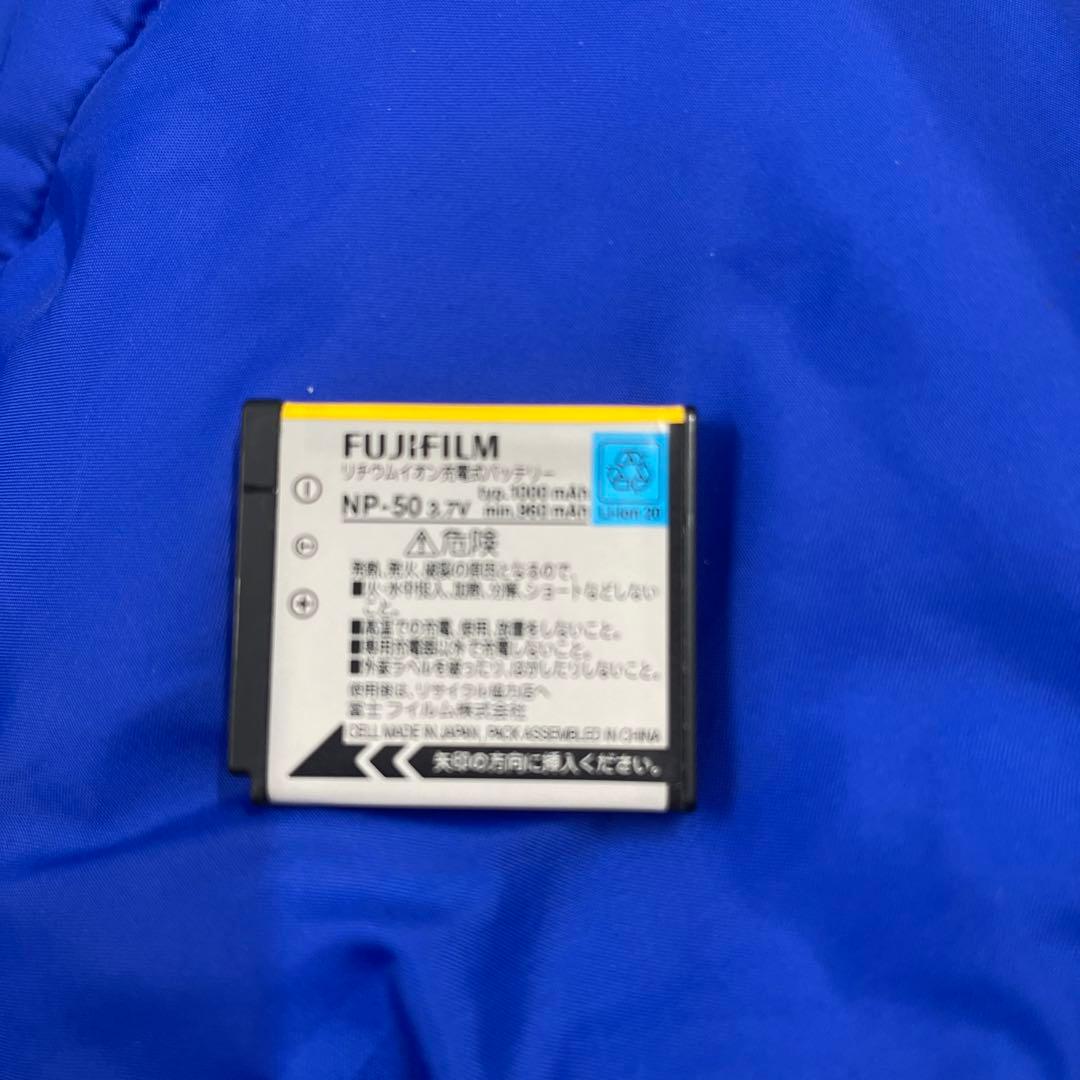 FUJIFILM
リチウムイオン充電式バッテリー
NP-50 3.7V
typ.1000 mAh
min. 960 mAh
Li-ion 20
⚠危険
発熱、発火、破裂の原因となるので、
■火・水中投入、加熱、分解、ショートなどしない
こと。
■高温での充電、使用、放置をしないこと。
■専用充電器以外で充電しないこと。
■外装ラベルを破ったり、はがしたりしないこと。
使用後は、リサイクル協力店へ
富士フイルム株式会社
CELL MADE IN JAPAN, PACK ASSEMBLED IN CHINA
矢印の方向に挿入ください。